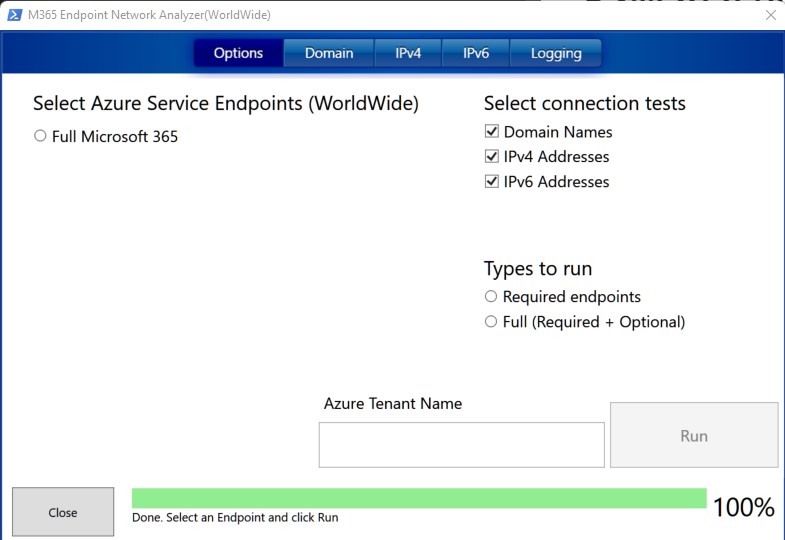 M365 Endpoint Network Analyzer(WorldWide)
Options Domain IPv4 IPv6 Logging
Select Azure Service Endpoints (WorldWide)
Full Microsoft 365
Select connection tests
Domain Names
IPv4 Addresses
IPv6 Addresses
Types to run
Required endpoints
Full (Required + Optional)
Azure Tenant Name
Run
Close
100%
Done. Select an Endpoint and click Run